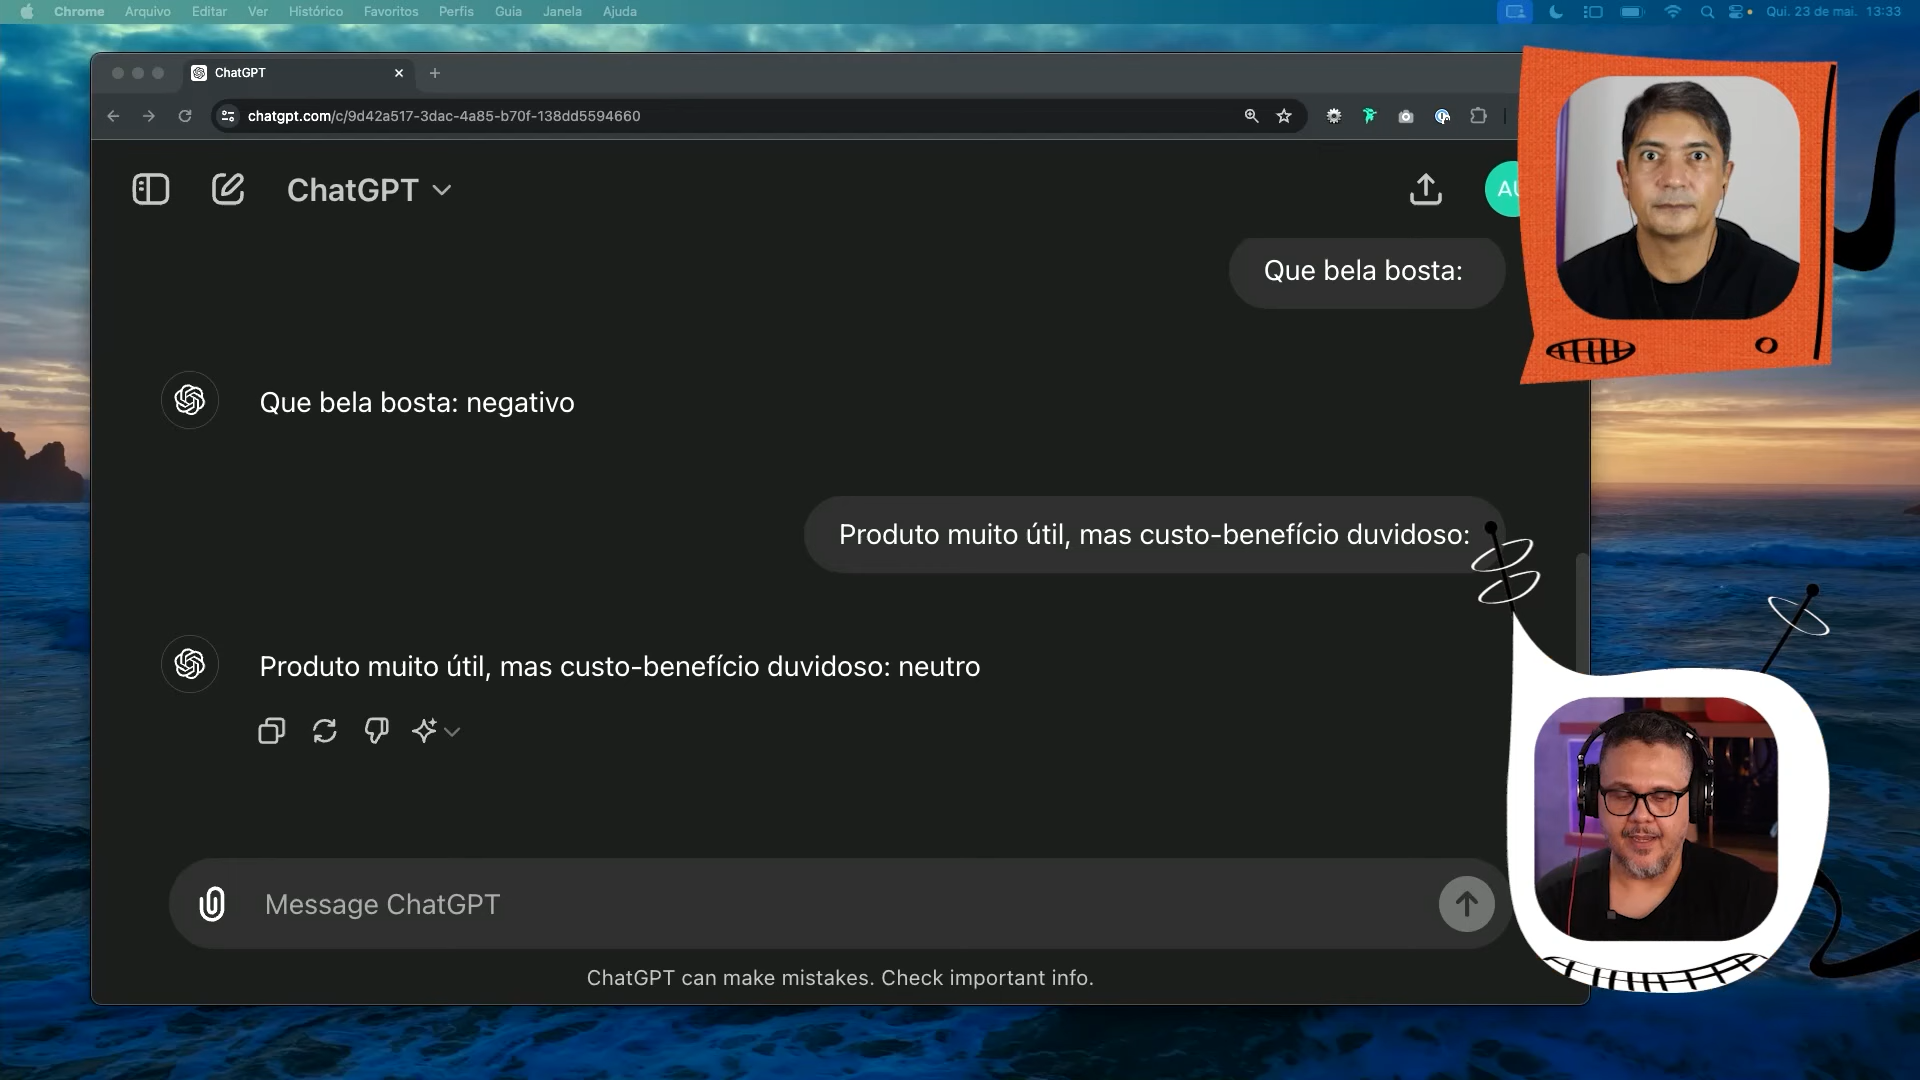 Chrome Arquivo Editar Ver Histórico Favoritos Perfis Guia Janela Ajuda Qui. 23 de mai. 13:33
ChatGPT
chatgpt.com/c/9d42a517-3dac-4a85-b70f-138dd5594660
ChatGPT
AU
Que bela bosta:
Que bela bosta: negativo
Produto muito útil, mas custo-benefício duvidoso:
Produto muito útil, mas custo-benefício duvidoso: neutro
Message ChatGPT
ChatGPT can make mistakes. Check important info.